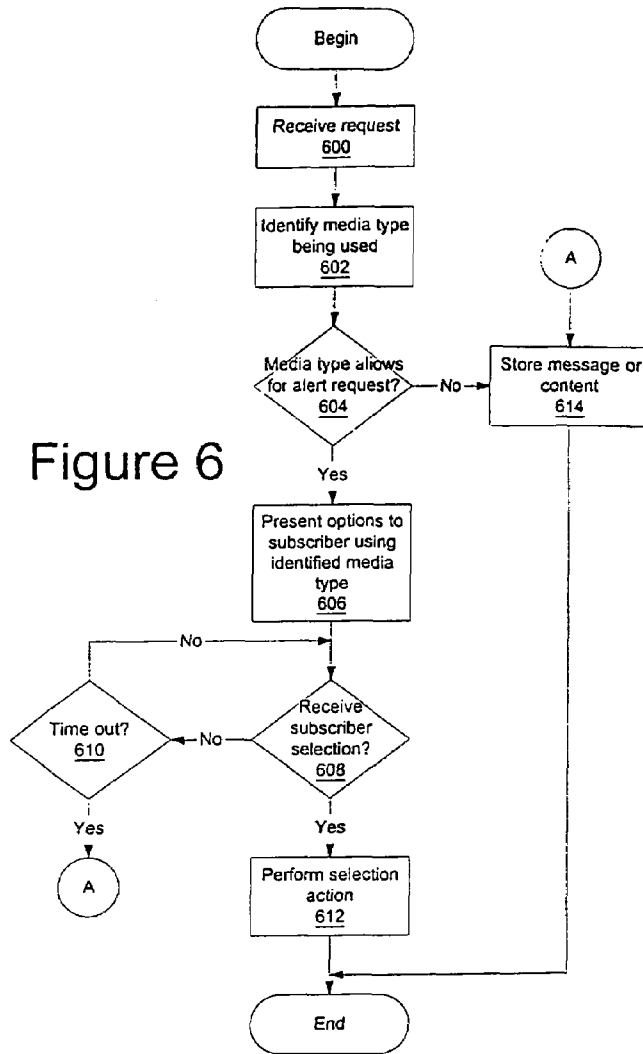 Begin
Receive request
600
Identify media type
being used
602
A
Media type allows
for alert request?
604
No
Store message or
content
614
Figure 6
Yes
Present options to
subscriber using
identified media
type
606
No
Time out?
610
No
Receive
subscriber
selection?
608
Yes
Yes
A
Perform selection
action
612
End